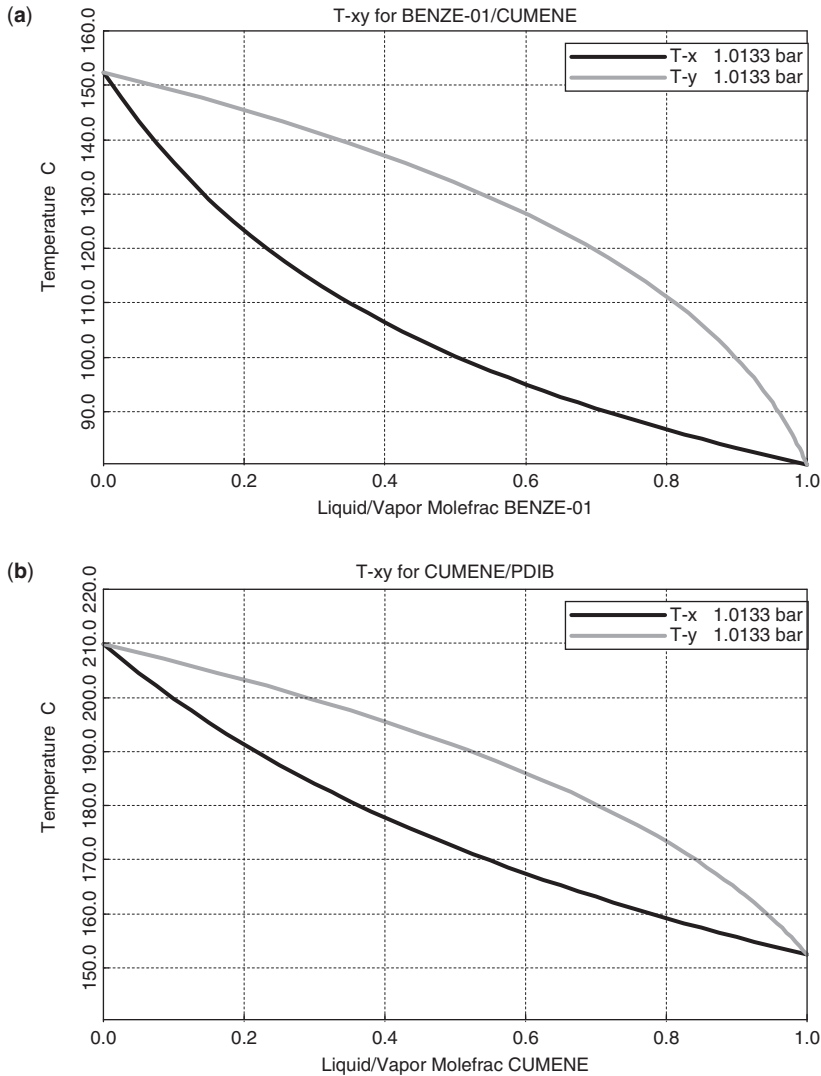 (a)
T-xy for BENZE-01/CUMENE
T-x 1.0133 bar
T-y 1.0133 bar
Temperature C
160.0
150.0
140.0
130.0
120.0
110.0
100.0
90.0
0.0 0.2 0.4 0.6 0.8 1.0
Liquid/Vapor Molefrac BENZE-01
(b)
T-xy for CUMENE/PDIB
T-x 1.0133 bar
T-y 1.0133 bar
Temperature C
220.0
210.0
200.0
190.0
180.0
170.0
160.0
150.0
0.0 0.2 0.4 0.6 0.8 1.0
Liquid/Vapor Molefrac CUMENE